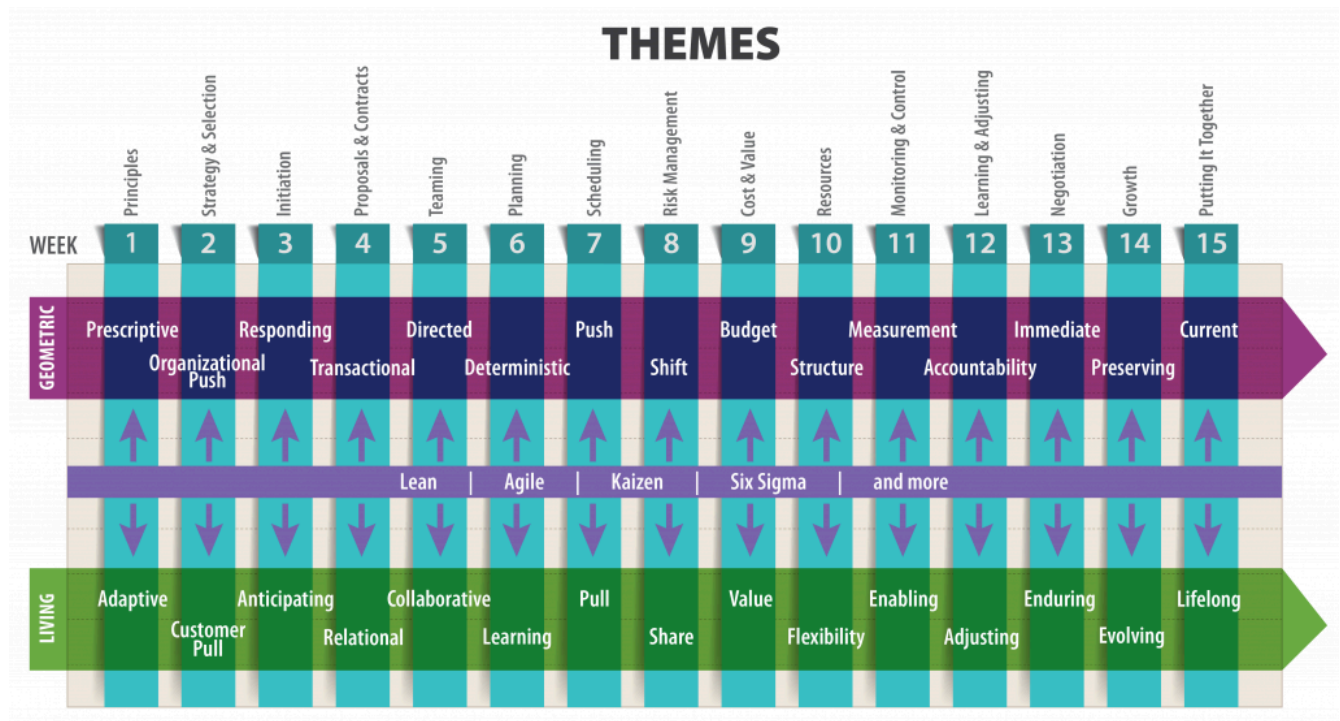 THEMES
Principles
Strategy & Selection
Initiation
Proposals & Contracts
Teaming
Planning
Scheduling
Risk Management
Cost & Value
Resources
Monitoring & Control
Learning & Adjusting
Negotiation
Growth
Putting It Together
WEEK 1 2 3 4 5 6 7 8 9 10 11 12 13 14 15
GEOMETRIC
Prescriptive Responding Directed Push Budget Measurement Immediate Current
Organizational
Push
Transactional Deterministic Shift Structure Accountability Preserving
Lean | Agile | Kaizen | Six Sigma | and more
LIVING
Adaptive Anticipating Collaborative Pull Value Enabling Enduring Lifelong
Customer
Pull
Relational Learning Share Flexibility Adjusting Evolving